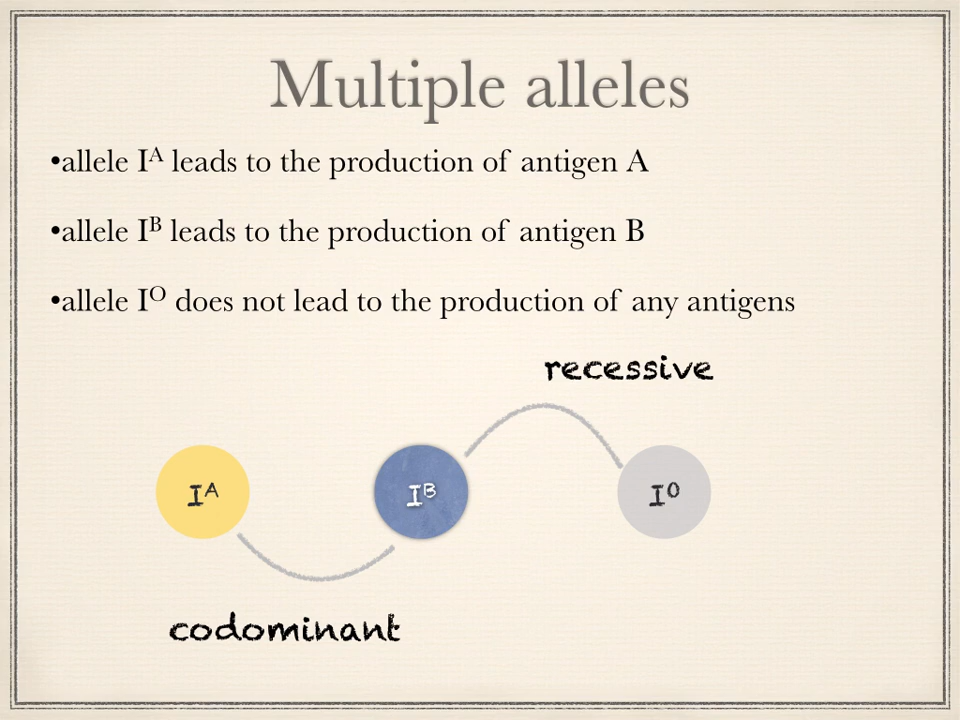 Multiple alleles
•allele Iᴬ leads to the production of antigen A
•allele Iᴮ leads to the production of antigen B
•allele Iᴼ does not lead to the production of any antigens
recessive
Iᴬ Iᴮ Iᴼ
codominant